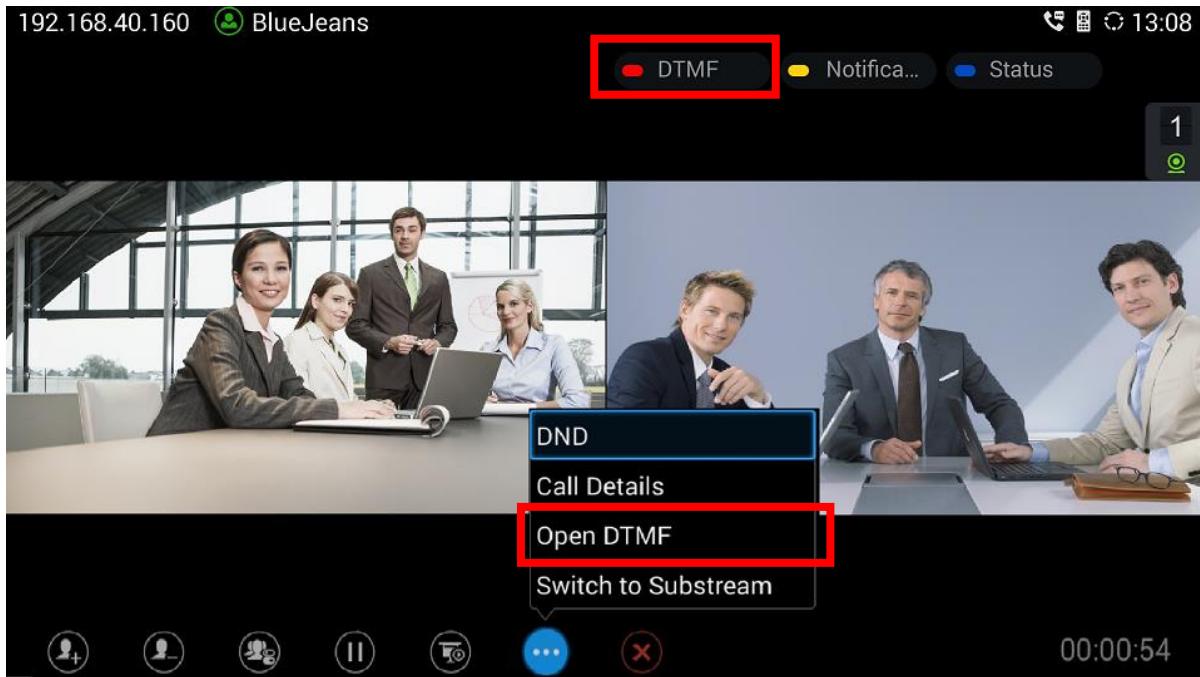 192.168.40.160 BlueJeans 13:08
DTMF Notifica... Status
1
DND
Call Details
Open DTMF
Switch to Substream
00:00:54